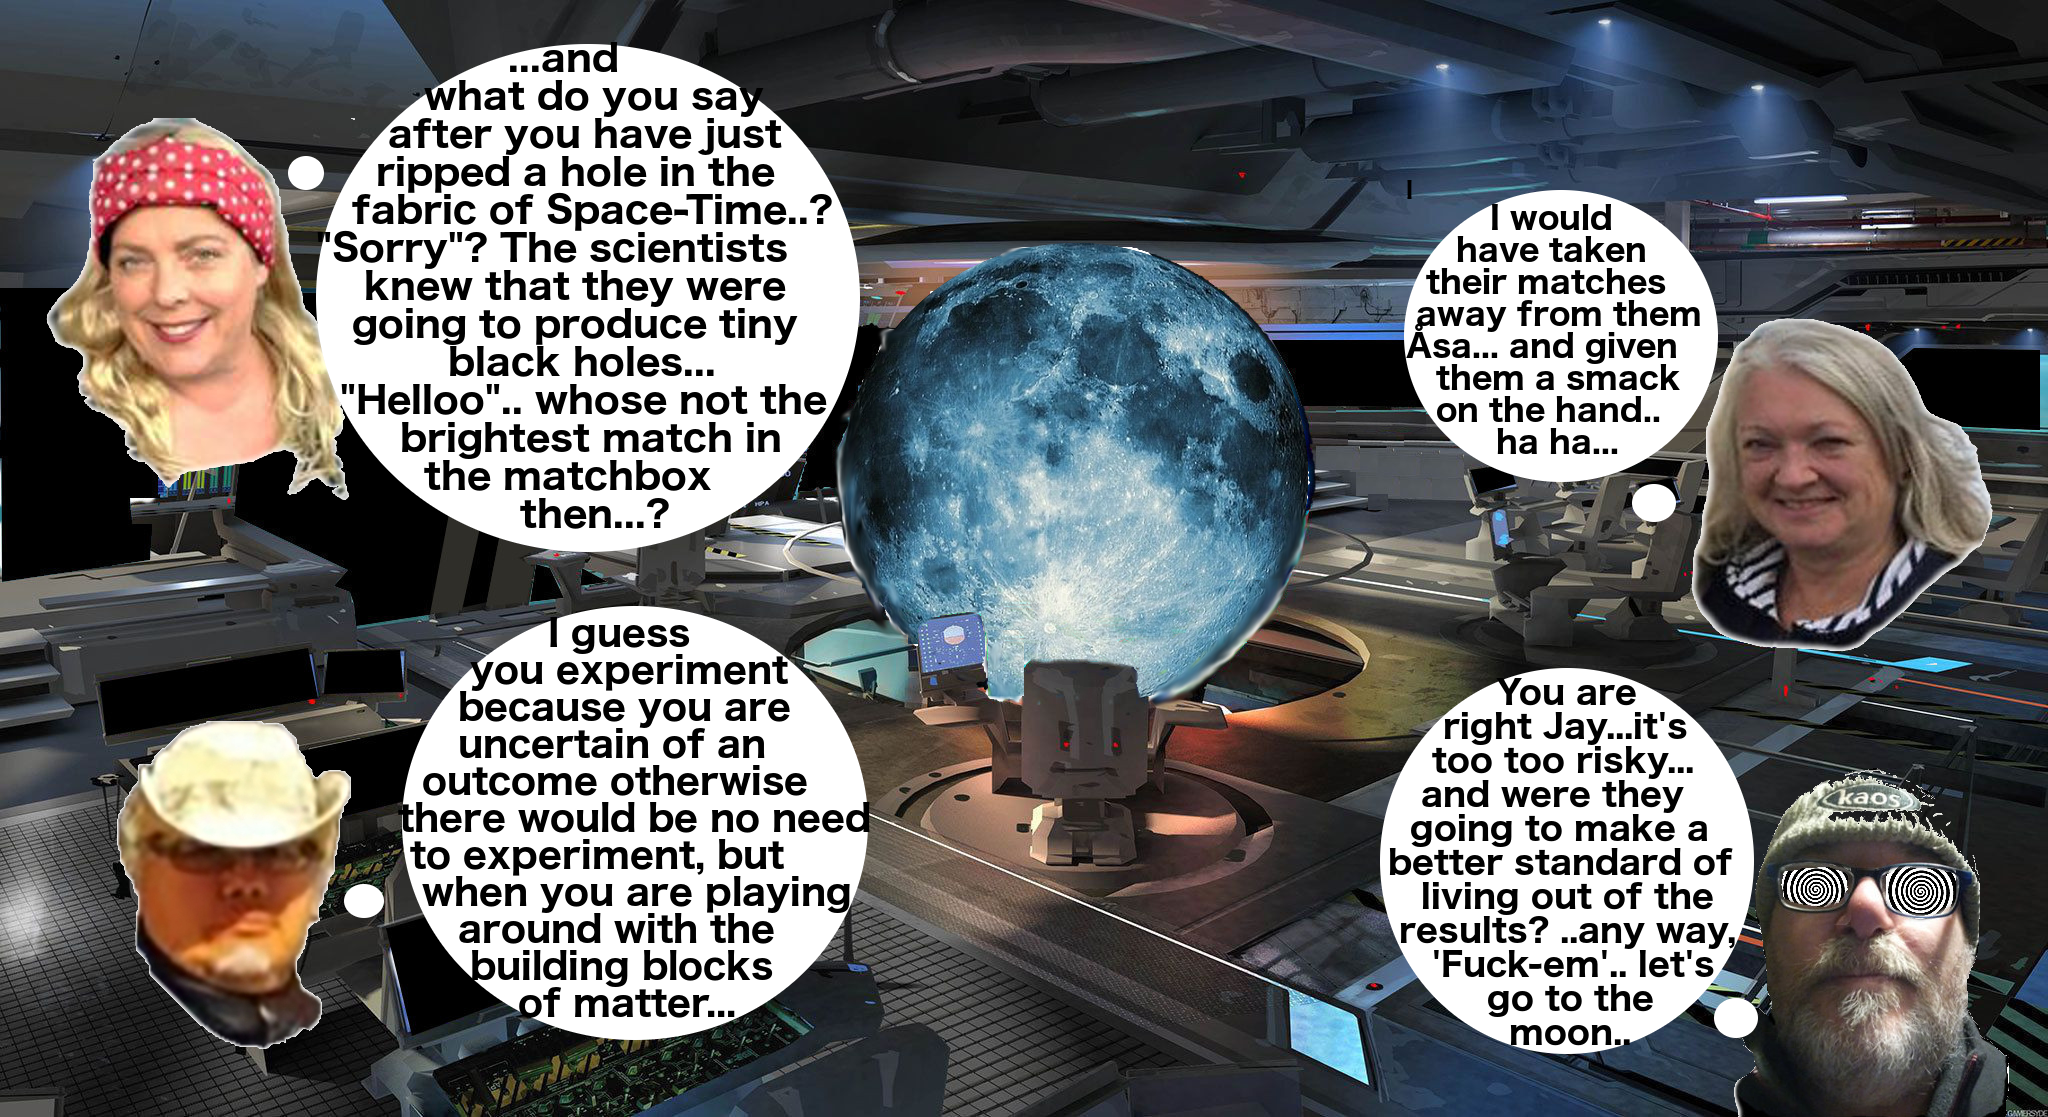 ...and
what do you say
after you have just
ripped a hole in the
fabric of Space-Time..?
"Sorry"? The scientists
knew that they were
going to produce tiny
black holes...
"Helloo".. whose not the
brightest match in
the matchbox
then...?
I
I would
have taken
their matches
away from them
Åsa... and given
them a smack
on the hand..
ha ha...
I guess
you experiment
because you are
uncertain of an
outcome otherwise
there would be no need
to experiment, but
when you are playing
around with the
building blocks
of matter...
You are
right Jay...it's
too too risky...
and were they
going to make a
better standard of
living out of the
results? ..any way,
'Fuck-em'.. let's
go to the
moon..
kaos
GAMERSYDE